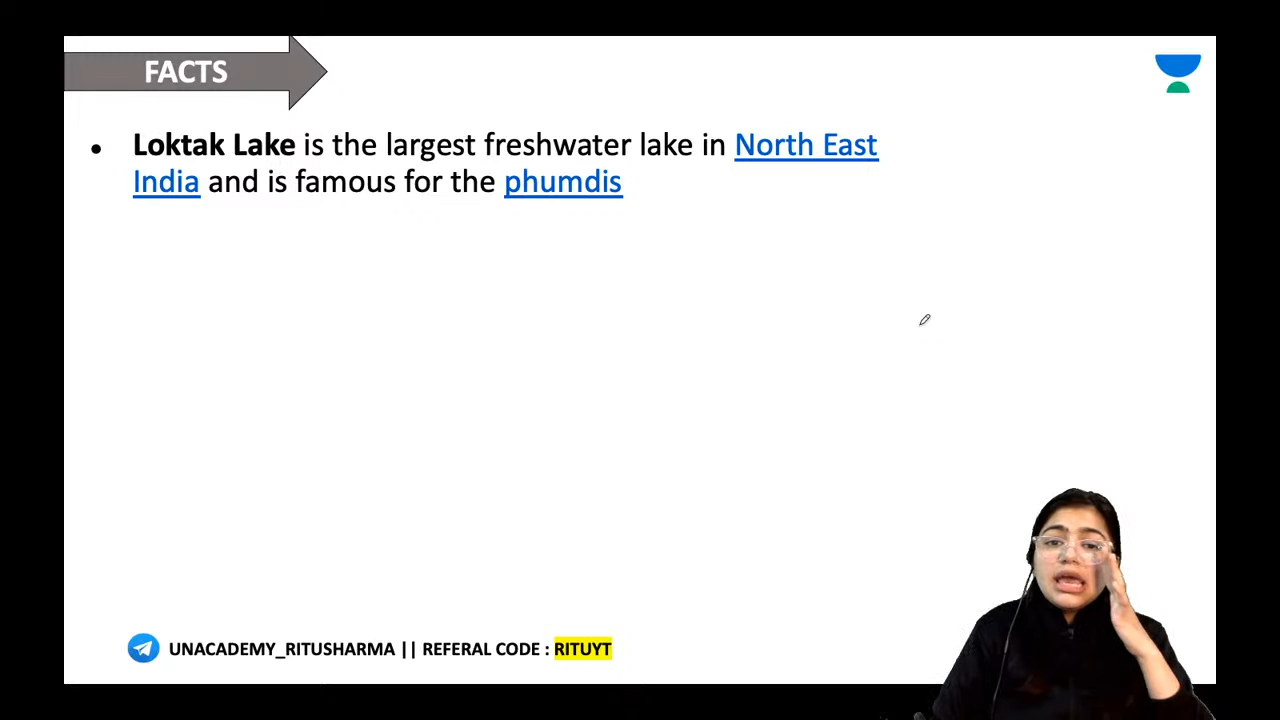 FACTS
● Loktak Lake is the largest freshwater lake in North East
India and is famous for the phumdis
UNACADEMY_RITUSHARMA || REFERAL CODE : RITUYT